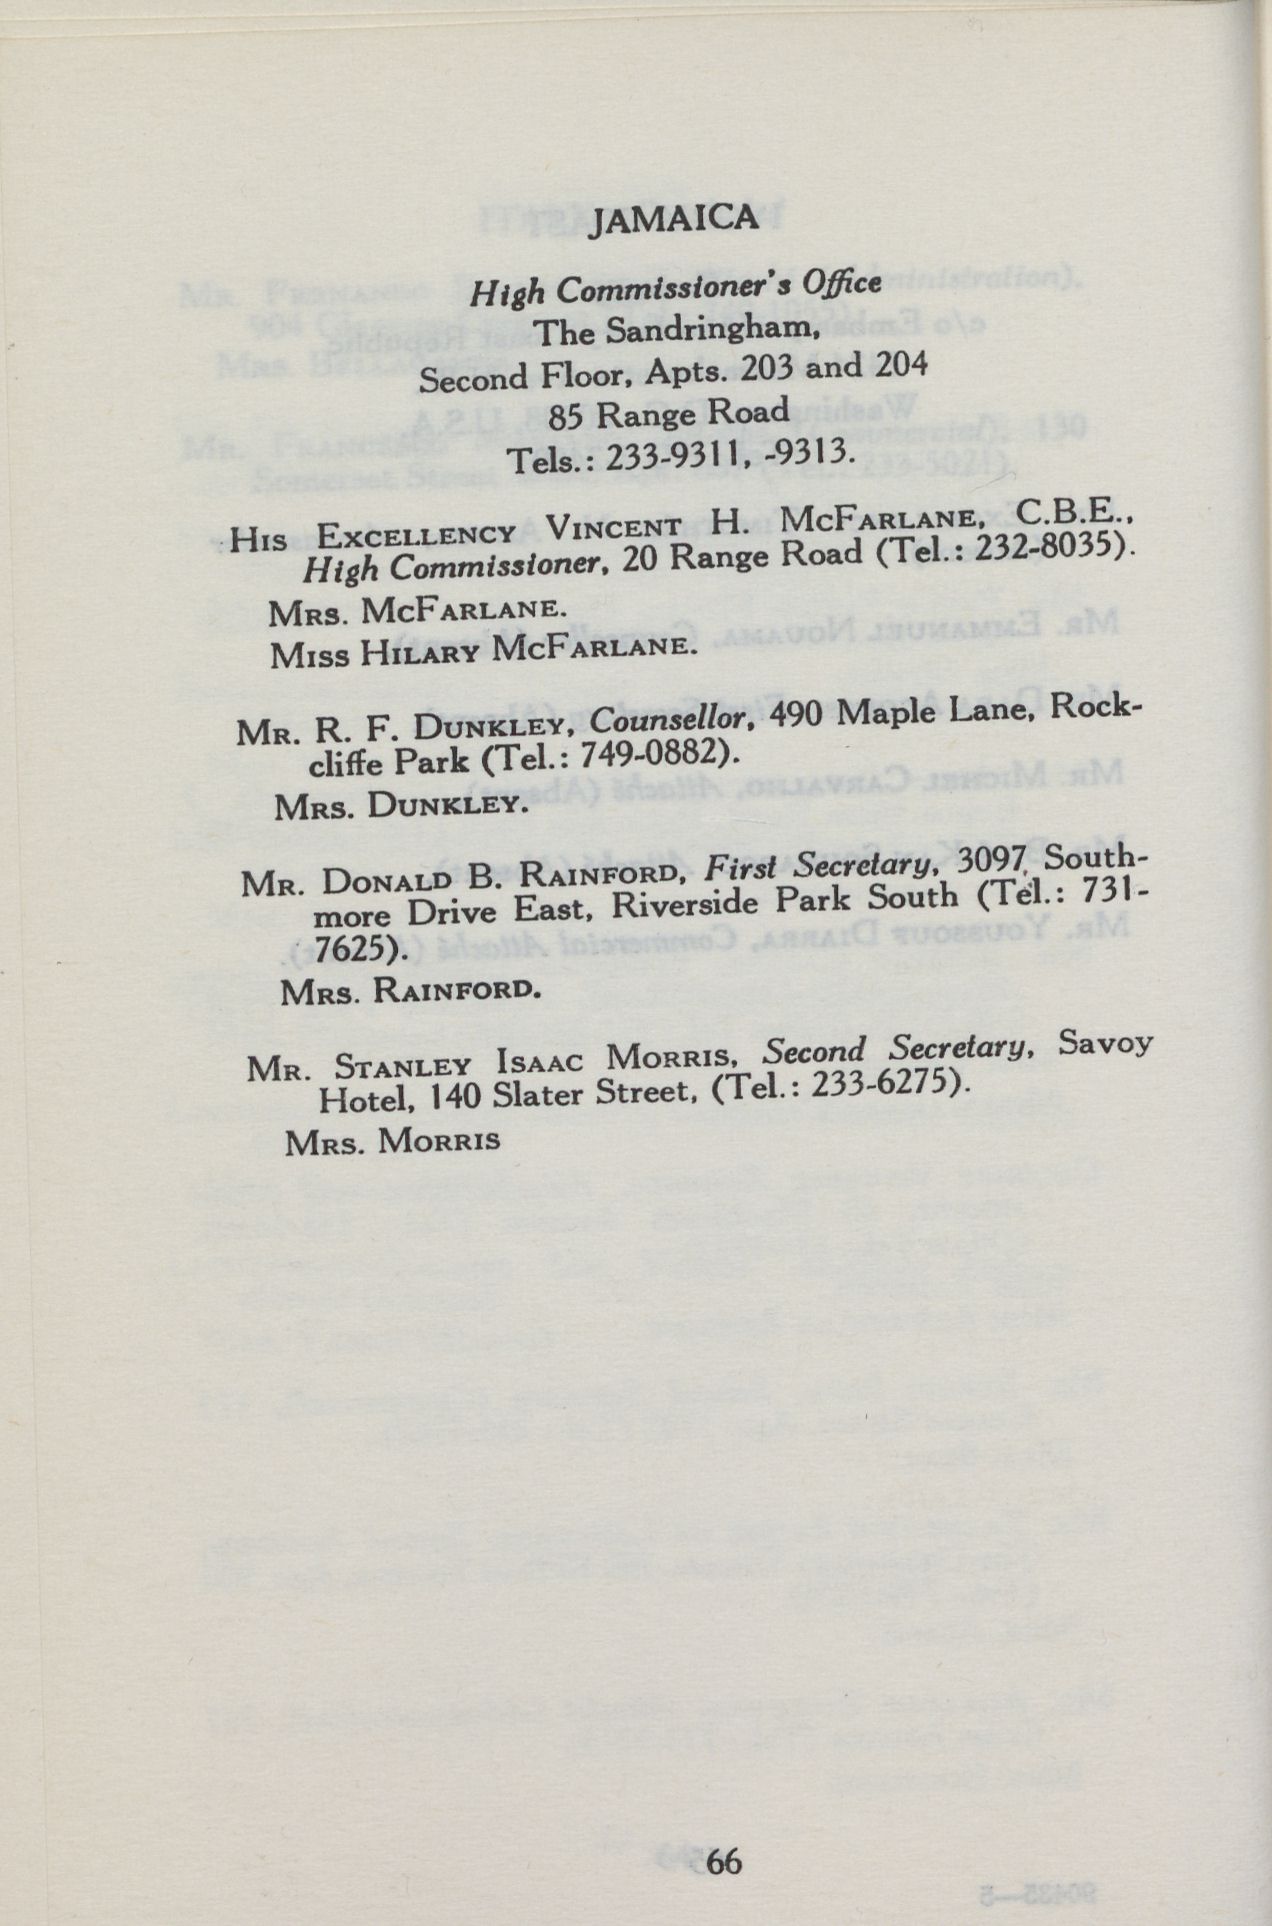 JAMAICA
High Commissioner's Office
The Sandringham,
Second Floor, Apts. 203 and 204
85 Range Road
Tels.: 233-9311, -9313.
HIS EXCELLENCY VINCENT H. MCFARLANE, C.B.E.,
High Commissioner, 20 Range Road (Tel.: 232-8035).
MRS. MCFARLANE.
MISS HILARY MCFARLANE.
MR. R. F. DUNKLEY, Counsellor, 490 Maple Lane, Rock-
cliffe Park (Tel.: 749-0882).
MRS. DUNKLEY.
MR. DONALD B. RAINFORD, First Secretary, 3097, South-
more Drive East, Riverside Park South (Tel.: 731-
7625).
MRS. RAINFORD.
MR. STANLEY ISAAC MORRIS, Second Secretary, Savoy
Hotel, 140 Slater Street, (Tel.: 233-6275).
MRS. MORRIS
66